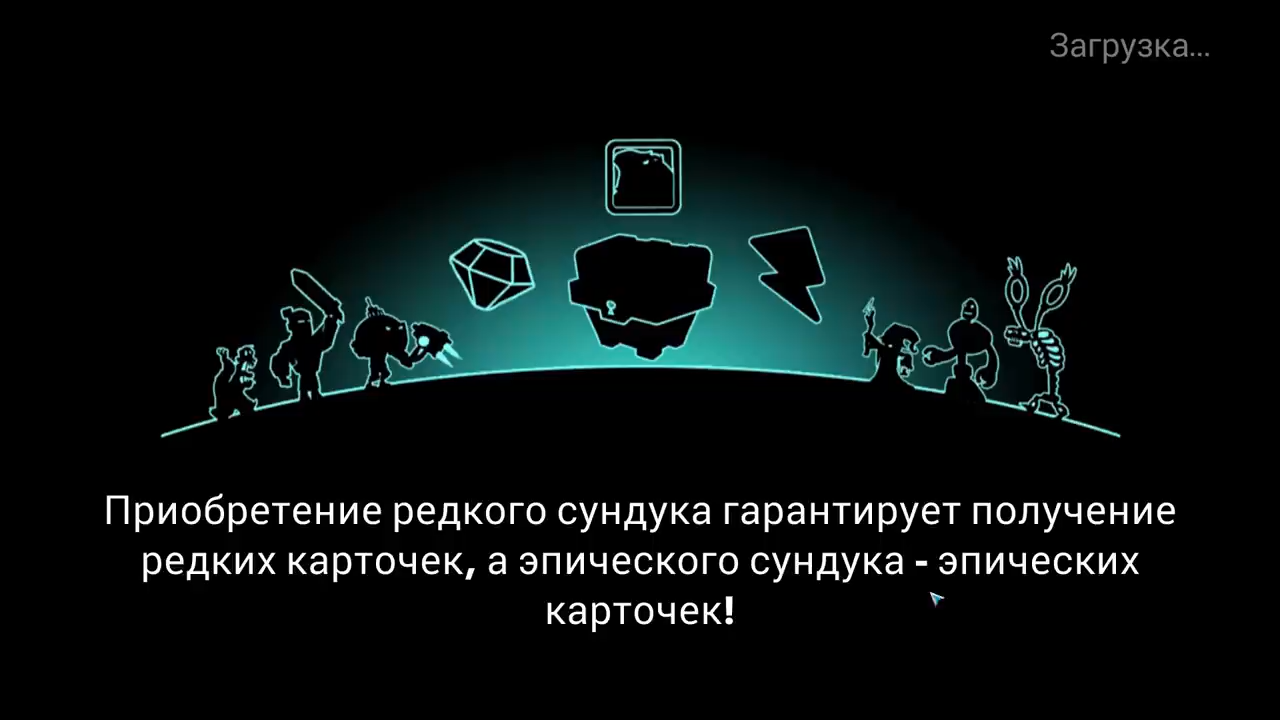 Загрузка...
Приобретение редкого сундука гарантирует получение
редких карточек, а эпического сундука - эпических
карточек!